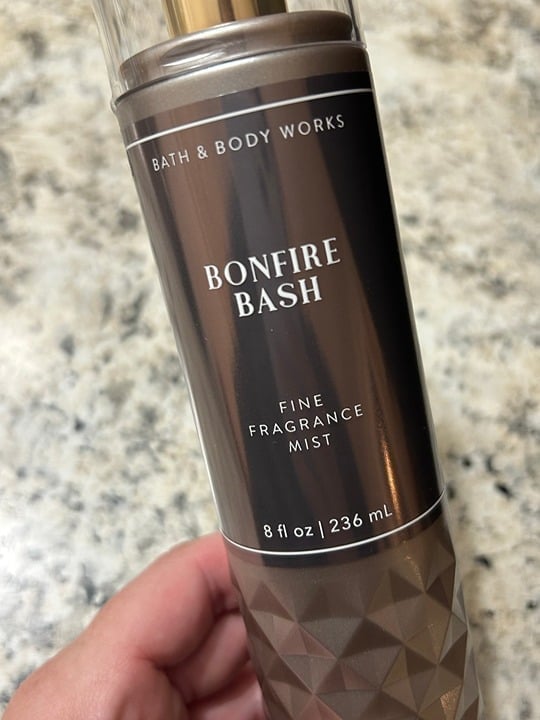 BATH & BODY WORKS
BONFIRE
BASH
FINE
FRAGRANCE
MIST
8 fl oz | 236 mL